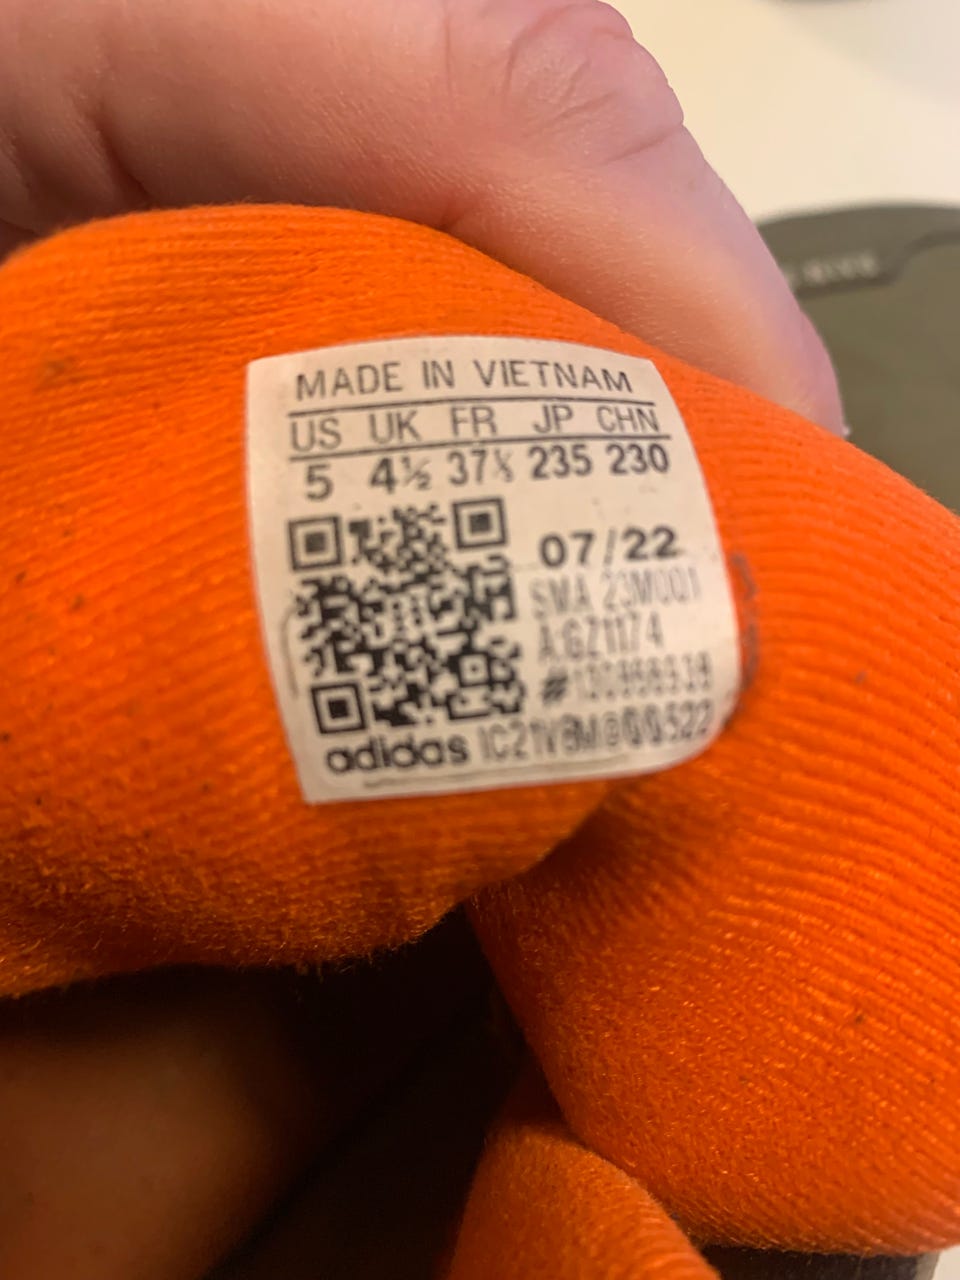 MADE IN VIETNAM
US UK FR JP CHN
5 4½ 37⅓ 235 230
07/22
SMA 23M001
A:GZ1174
adidas